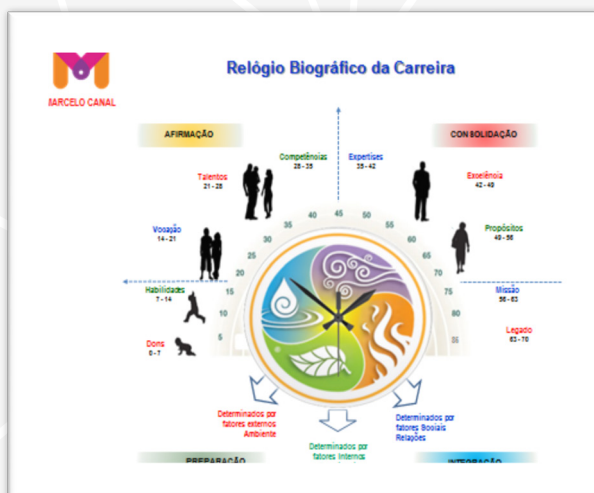 Relógio Biográfico da Carreira
MARCELO CANAL
AFIRMAÇÃO
CONSOLIDAÇÃO
Competências
28 - 35
Expertises
35 - 42
Talentos
21 - 28
Excelência
42 - 49
Vocação
14 - 21
Propósitos
49 - 56
Habilidades
7 - 14
Missão
56 - 63
Dons
0 - 7
Legado
63 - 70
5
10
15
20
25
30
35
40
45
50
55
60
65
70
75
80
85
Determinados por
fatores externos
Ambiente
Determinados por
fatores Internos
Determinados por
fatores Sociais
Relações
PREPARAÇÃO
INTEGRAÇÃO